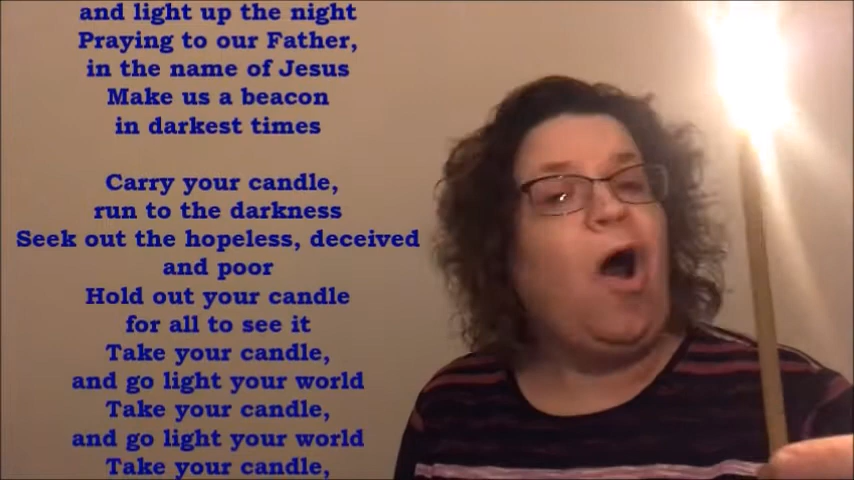 and light up the night
Praying to our Father,
in the name of Jesus
Make us a beacon
in darkest times
Carry your candle,
run to the darkness
Seek out the hopeless, deceived
and poor
Hold out your candle
for all to see it
Take your candle,
and go light your world
Take your candle,
and go light your world
Take your candle,